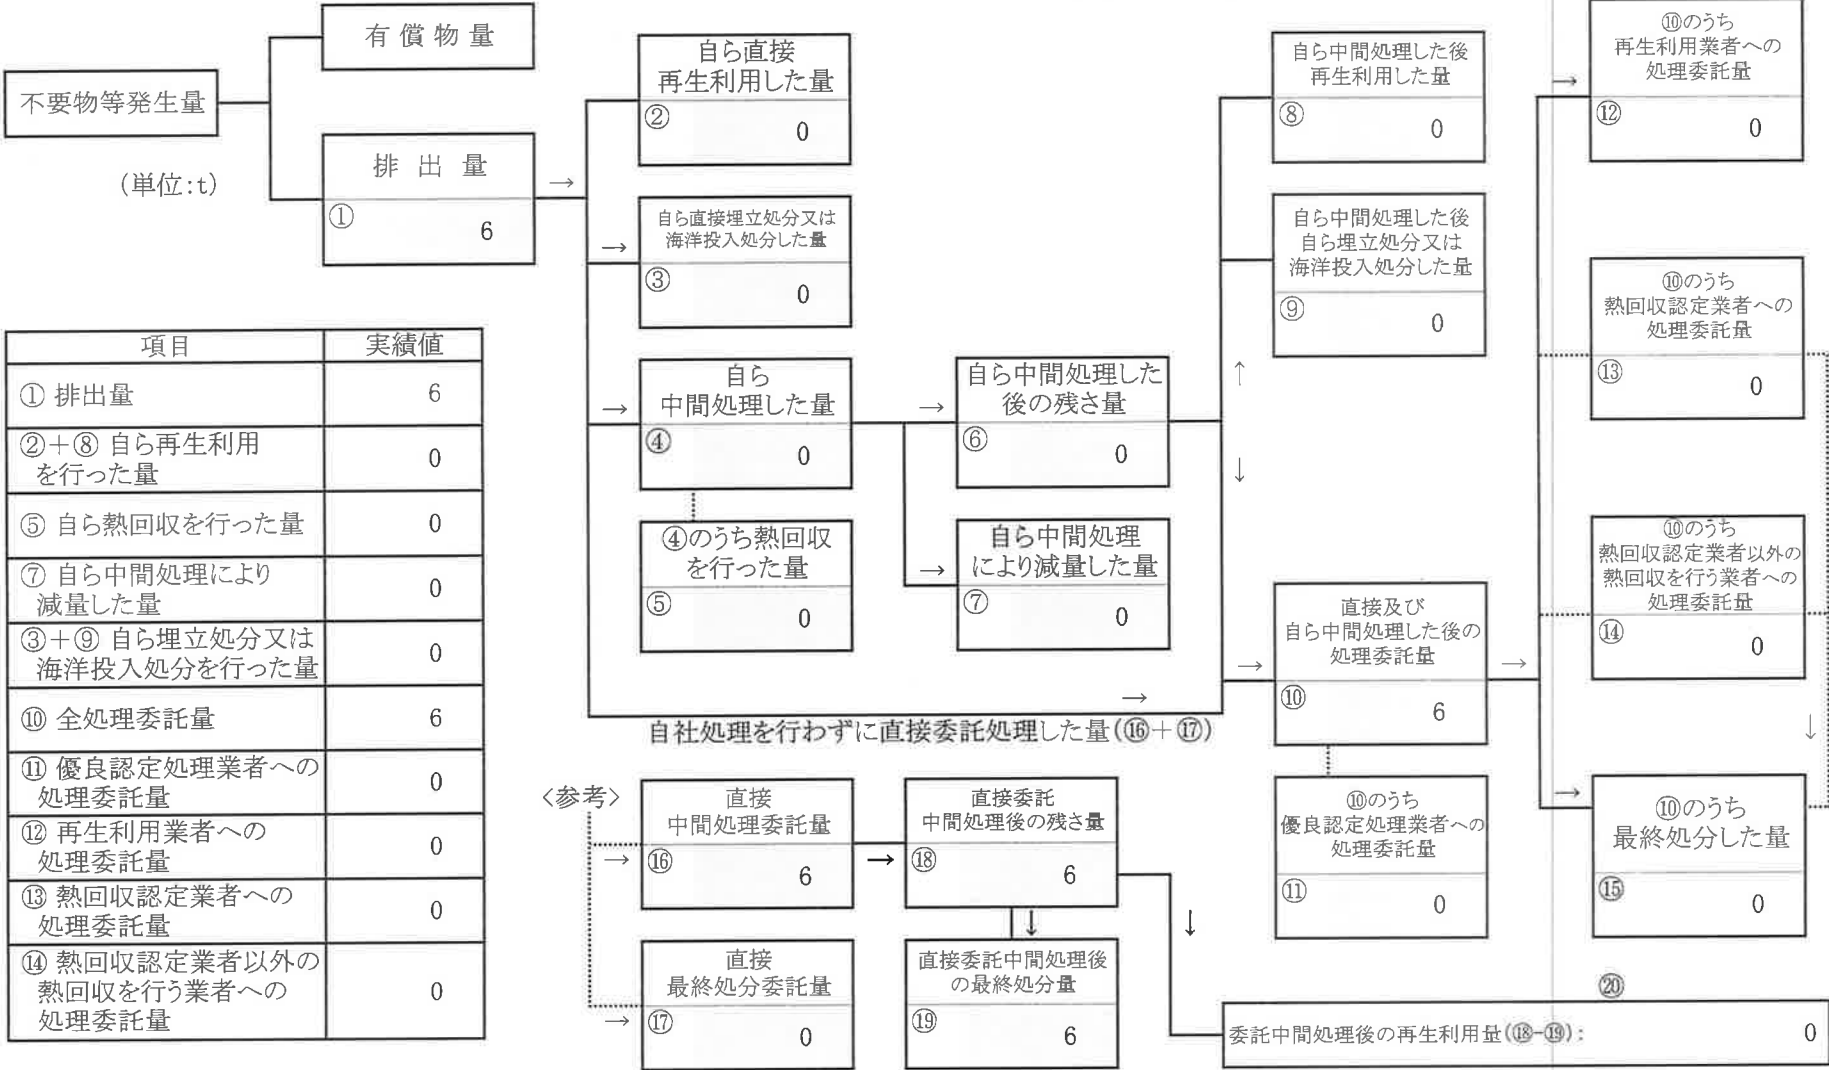 有償物量
不要物等発生量
(単位:t)
排出量
① 6
→
自ら直接
再生利用した量
② 0
→
自ら直接埋立処分又は
海洋投入処分した量
③ 0
→
自ら
中間処理した量
④ 0
④のうち熱回収
を行った量
⑤ 0
→
自ら中間処理した
後の残さ量
⑥ 0
→
自ら中間処理
により減量した量
⑦ 0
自ら中間処理した後
再生利用した量
⑧ 0
自ら中間処理した後
自ら埋立処分又は
海洋投入処分した量
⑨ 0
↑
↓
→
自社処理を行わずに直接委託処理した量(⑯+⑰)
→
直接及び
自ら中間処理した後の
処理委託量
⑩ 6
⑩のうち
優良認定処理業者への
処理委託量
⑪ 0
→
→
⑩のうち
再生利用業者への
処理委託量
⑫ 0
⑩のうち
熱回収認定業者への
処理委託量
⑬ 0
⑩のうち
熱回収認定業者以外の
熱回収を行う業者への
処理委託量
⑭ 0
↓
→
⑩のうち
最終処分した量
⑮ 0
項目 実績値
① 排出量 6
②+⑧ 自ら再生利用
を行った量 0
⑤ 自ら熱回収を行った量 0
⑦ 自ら中間処理により
減量した量 0
③+⑨ 自ら埋立処分又は
海洋投入処分を行った量 0
⑩ 全処理委託量 6
⑪ 優良認定処理業者への
処理委託量 0
⑫ 再生利用業者への
処理委託量 0
⑬ 熱回収認定業者への
処理委託量 0
⑭ 熱回収認定業者以外の
熱回収を行う業者への
処理委託量 0
<参考>
→
直接
中間処理委託量
⑯ 6
→
直接
最終処分委託量
⑰ 0
→
直接委託
中間処理後の残さ量
⑱ 6
↓
直接委託中間処理後
の最終処分量
⑲ 6
↓
⑳
委託中間処理後の再生利用量(⑱-⑲): 0